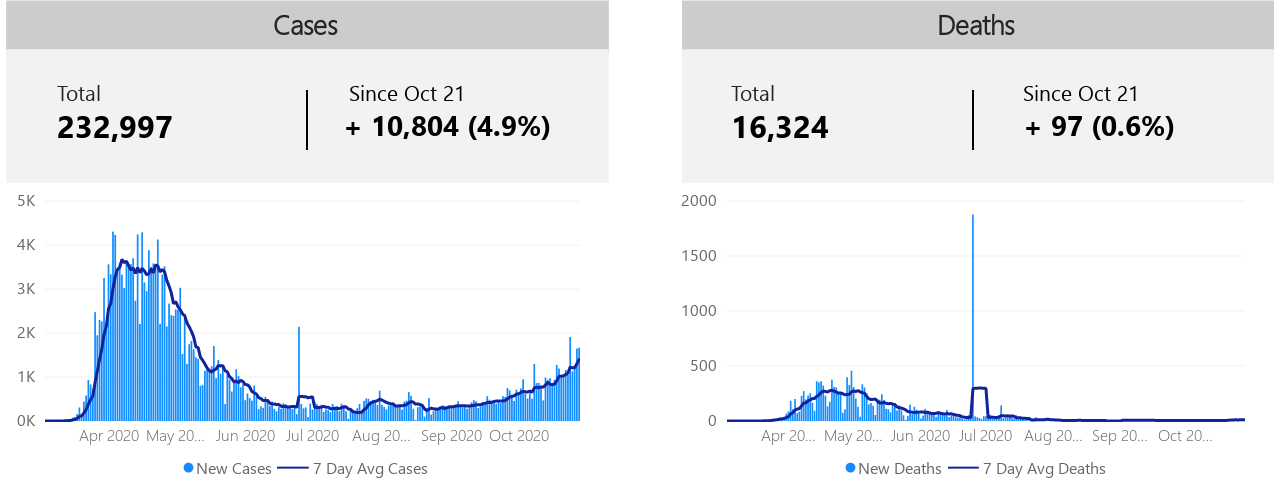 Cases
Total
232,997
Since Oct 21
+ 10,804 (4.9%)
5K
4K
3K
2K
1K
0K
Apr 2020 May 20... Jun 2020 Jul 2020 Aug 20... Sep 2020 Oct 2020
New Cases 7 Day Avg Cases
Deaths
Total
16,324
Since Oct 21
+ 97 (0.6%)
2000
1500
1000
500
0
Apr 20... May 20... Jun 2020 Jul 2020 Aug 20... Sep 20... Oct 20...
New Deaths 7 Day Avg Deaths